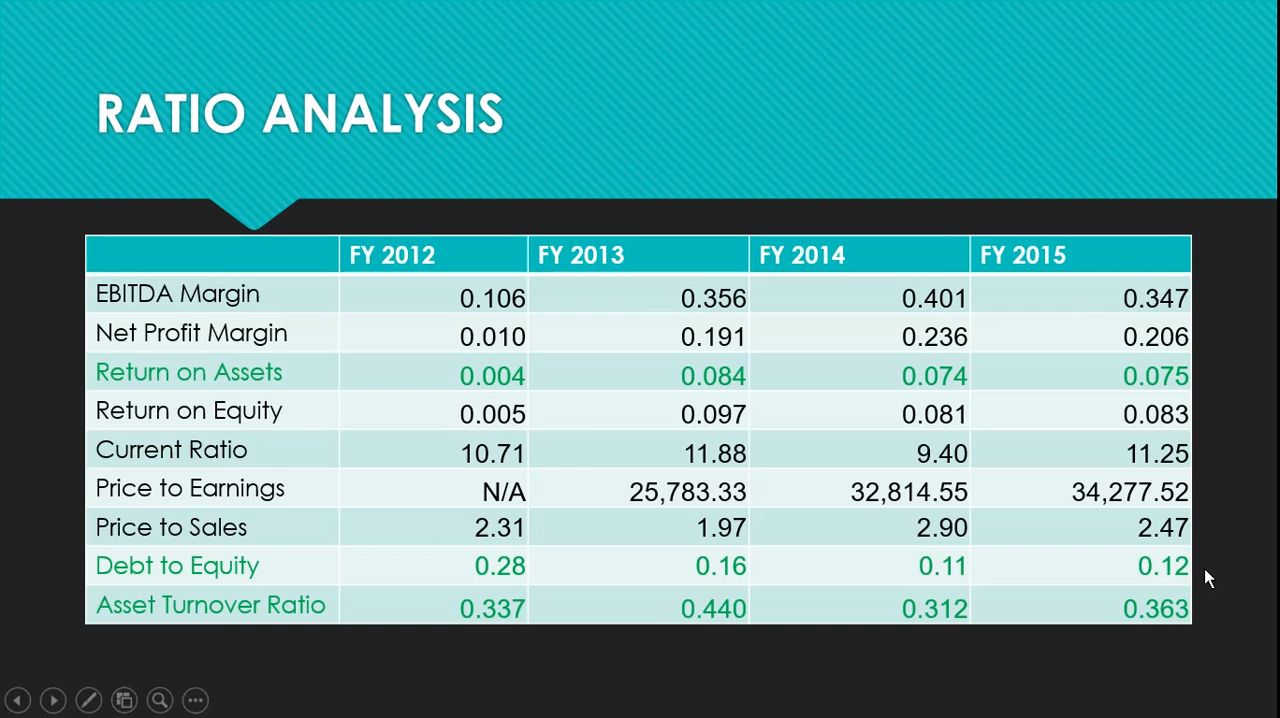 RATIO ANALYSIS
FY 2012 FY 2013 FY 2014 FY 2015
EBITDA Margin 0.106 0.356 0.401 0.347
Net Profit Margin 0.010 0.191 0.236 0.206
Return on Assets 0.004 0.084 0.074 0.075
Return on Equity 0.005 0.097 0.081 0.083
Current Ratio 10.71 11.88 9.40 11.25
Price to Earnings N/A 25,783.33 32,814.55 34,277.52
Price to Sales 2.31 1.97 2.90 2.47
Debt to Equity 0.28 0.16 0.11 0.12
Asset Turnover Ratio 0.337 0.440 0.312 0.363